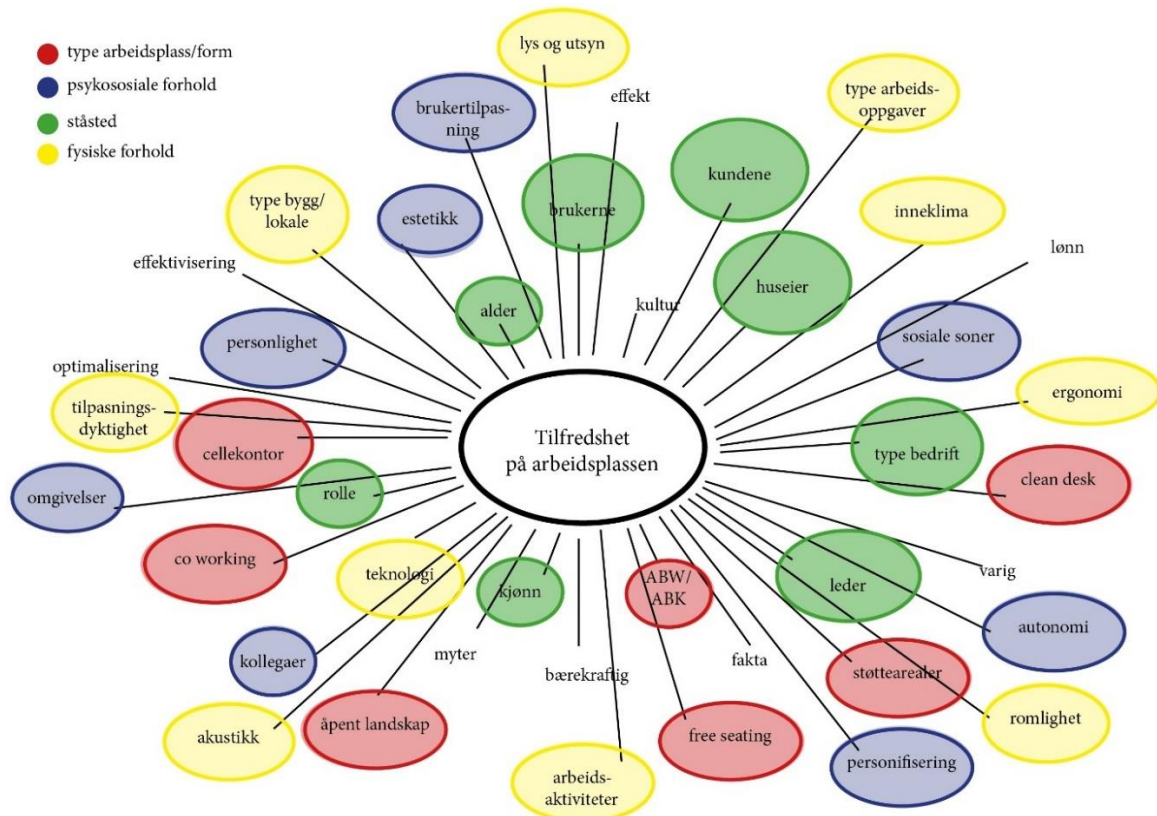 type arbeidsplass/form
psykososiale forhold
ståsted
fysiske forhold
lys og utsyn
effekt
type arbeids-
oppgaver
brukertilpas-
ning
kundene
type bygg/
lokale
estetikk
brukerne
inneklima
effektivisering
lønn
huseier
alder
kultur
personlighet
sosiale soner
optimalisering
ergonomi
tilpasnings-
dyktighet
cellekontor
Tilfredshet
på arbeidsplassen
type bedrift
clean desk
omgivelser
rolle
co working
teknologi
kjønn
ABW/
ABK
leder
varig
autonomi
kollegaer
myter
bærekraftig
fakta
støttearealer
romlighet
akustikk
åpent landskap
free seating
personifisering
arbeids-
aktiviteter